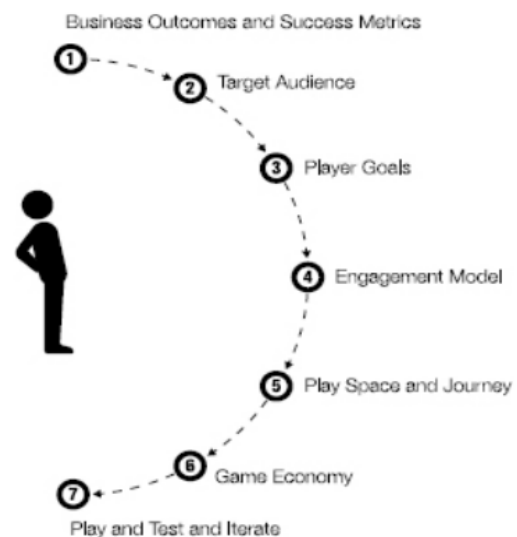 Business Outcomes and Success Metrics
1
2 Target Audience
3 Player Goals
4 Engagement Model
5 Play Space and Journey
6 Game Economy
7
Play and Test and Iterate